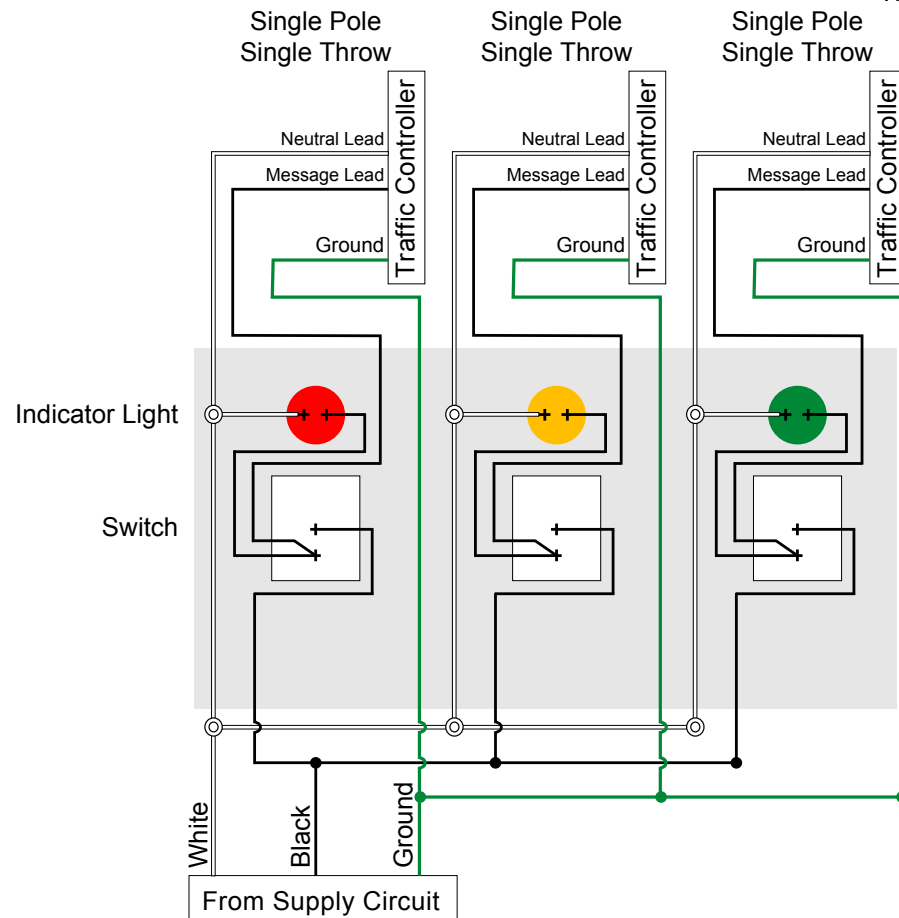 Single Pole
Single Throw
Single Pole
Single Throw
Single Pole
Single Throw
Neutral Lead
Message Lead
Ground
Traffic Controller
Neutral Lead
Message Lead
Ground
Traffic Controller
Neutral Lead
Message Lead
Ground
Traffic Controller
Indicator Light
Switch
White
Black
Ground
From Supply Circuit